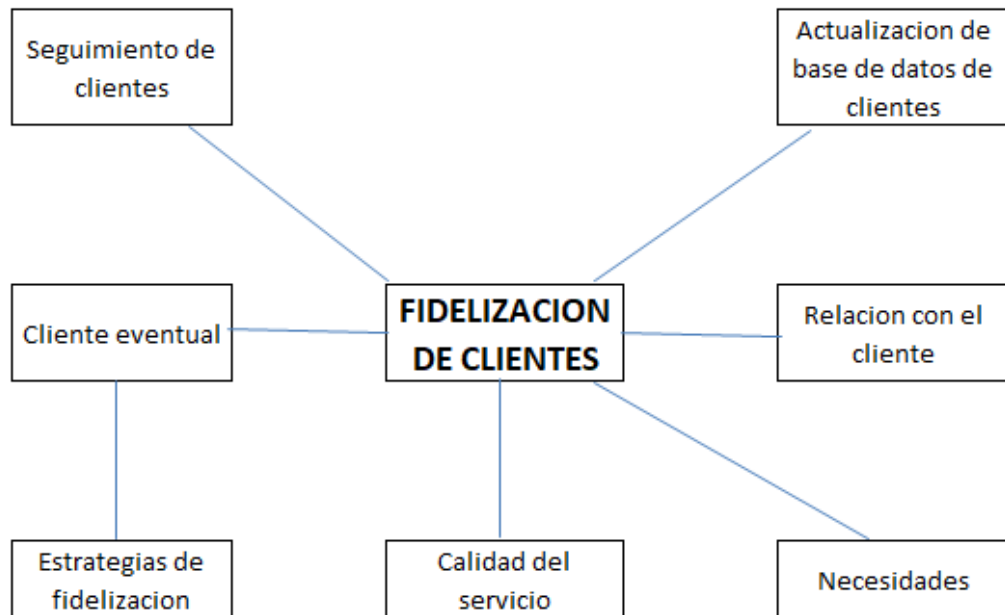 Seguimiento de
clientes
Actualizacion de
base de datos de
clientes
Cliente eventual
FIDELIZACION
DE CLIENTES
Relacion con el
cliente
Estrategias de
fidelizacion
Calidad del
servicio
Necesidades